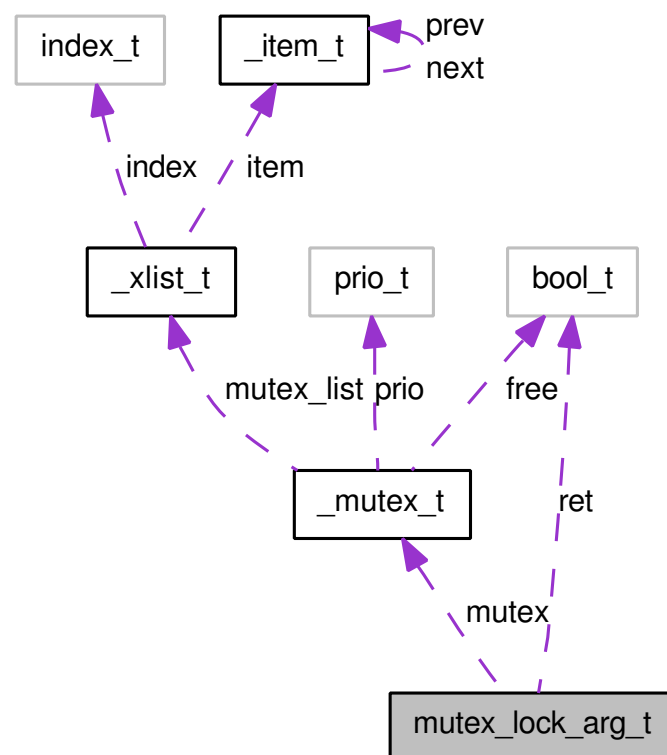 index_t
_item_t
prev
next
index
item
_xlist_t
prio_t
bool_t
mutex_list
prio
free
_mutex_t
ret
mutex
mutex_lock_arg_t